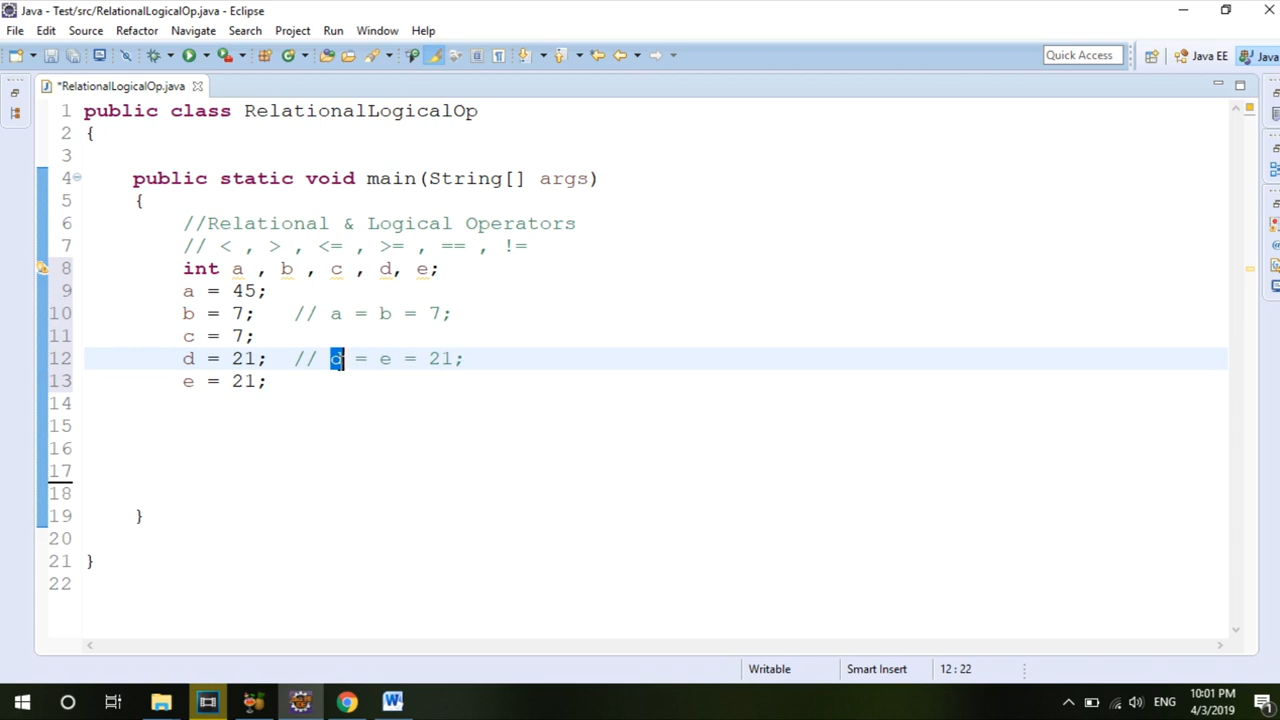 Java - Test/src/RelationalLogicalOp.java - Eclipse
File Edit Source Refactor Navigate Search Project Run Window Help
Quick Access Java EE Java
*RelationalLogicalOp.java
1 public class RelationalLogicalOp
2 {
3
4 public static void main(String[] args)
5 {
6 //Relational & Logical Operators
7 // < , > , <= , >= , == , !=
8 int a , b , c , d, e;
9 a = 45;
10 b = 7; // a = b = 7;
11 c = 7;
12 d = 21; // d = e = 21;
13 e = 21;
14
15
16
17
18
19 }
20
21 }
22
Writable Smart Insert 12 : 22
ENG 10:01 PM
4/3/2019 1